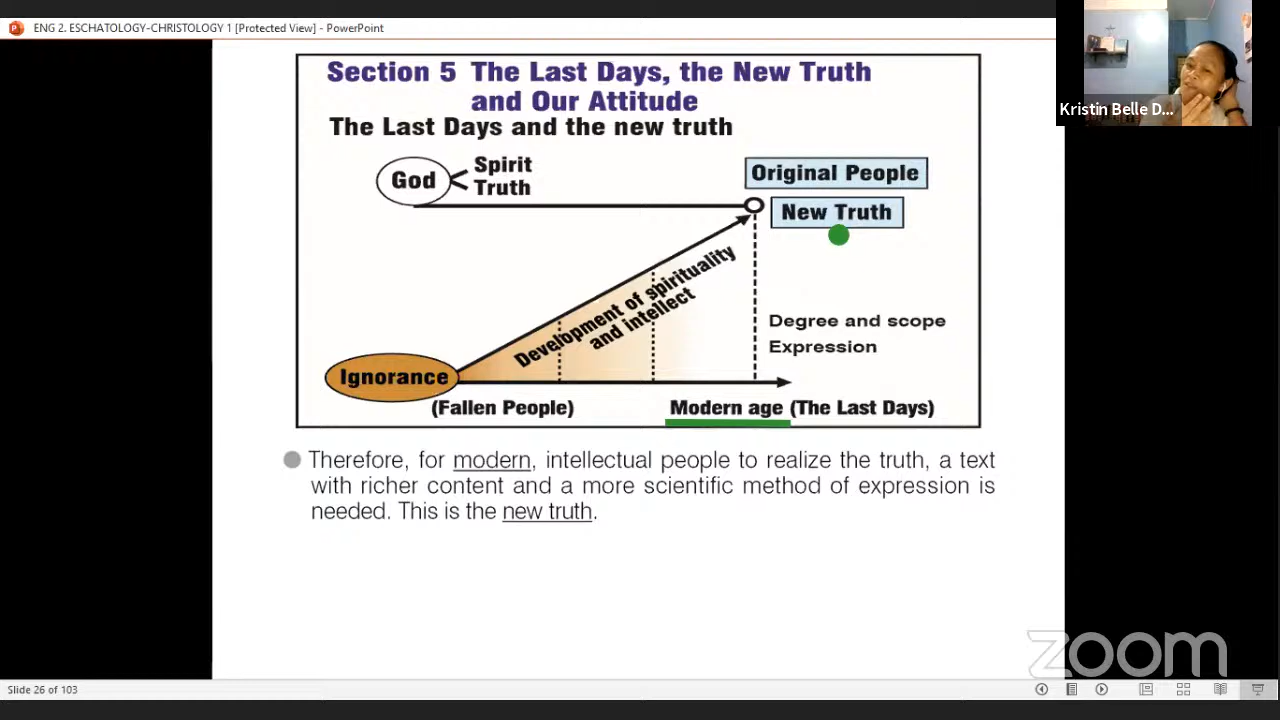 ENG 2. ESCHATOLOGY-CHRISTOLOGY 1 [Protected View] - PowerPoint
Section 5 The Last Days, the New Truth
and Our Attitude
The Last Days and the new truth
God
Spirit
Truth
Original People
New Truth
Development of spirituality
and intellect
Degree and scope
Expression
Ignorance
(Fallen People)
Modern age (The Last Days)
Therefore, for modern, intellectual people to realize the truth, a text
with richer content and a more scientific method of expression is
needed. This is the new truth.
Kristin Belle D...
zoom
Slide 26 of 103